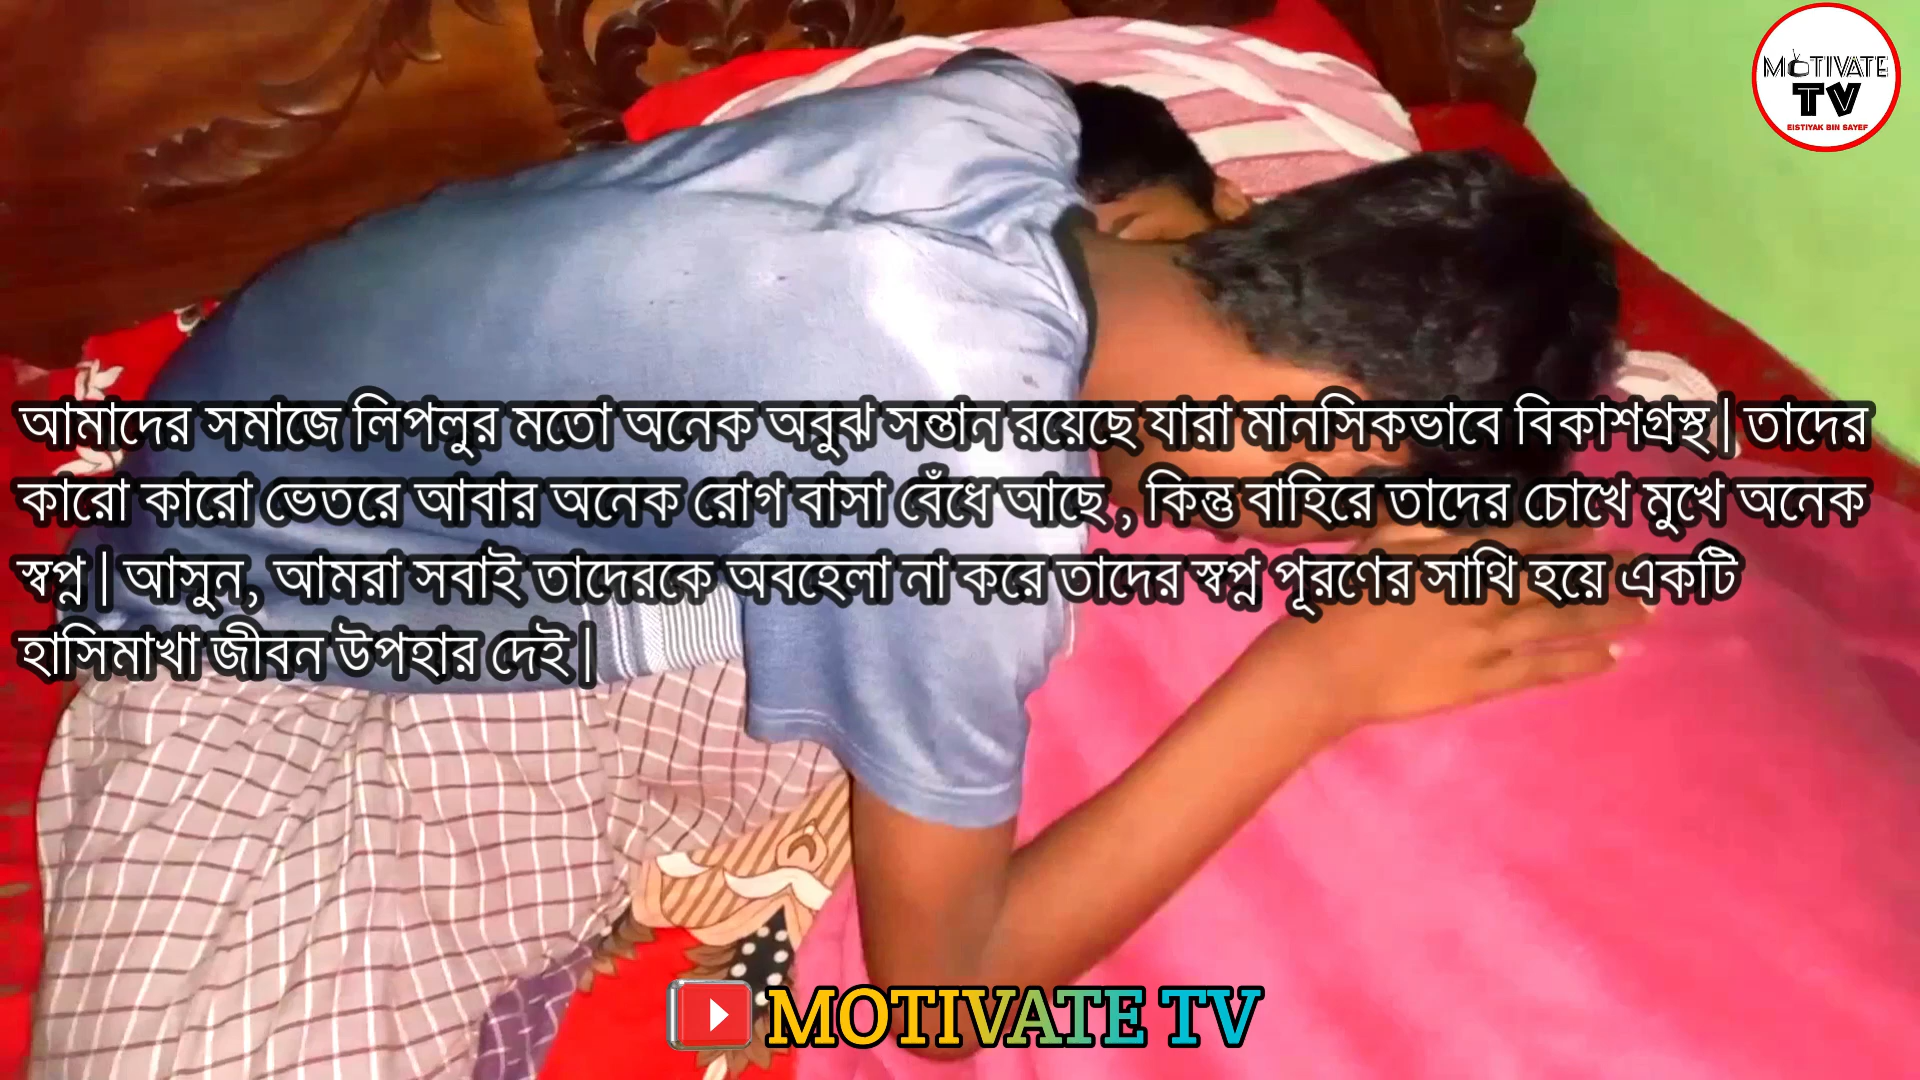 MOTIVATE
TV
EISTIYAK BIN SAYEF
আমাদের সমাজে লিপলুর মতো অনেক অবুঝ সন্তান রয়েছে যারা মানসিকভাবে বিকাশগ্রস্থ| তাদের
কারো কারো ভেতরে আবার অনেক রোগ বাসা বেঁধে আছে , কিন্তু বাহিরে তাদের চোখে মুখে অনেক
স্বপ্ন| আসুন, আমরা সবাই তাদেরকে অবহেলা না করে তাদের স্বপ্ন পূরণের সাথি হয়ে একটি
হাসিমাখা জীবন উপহার দেই|
MOTIVATE TV